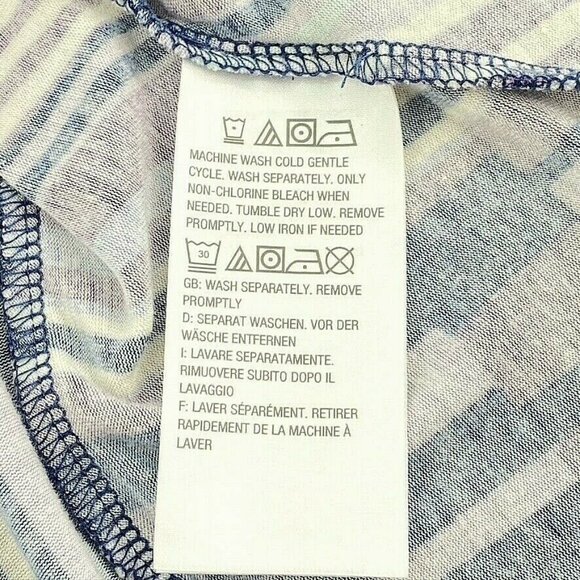 MACHINE WASH COLD GENTLE
CYCLE. WASH SEPARATELY. ONLY
NON-CHLORINE BLEACH WHEN
NEEDED. TUMBLE DRY LOW. REMOVE
PROMPTLY. LOW IRON IF NEEDED
30
GB: WASH SEPARATELY. REMOVE
PROMPTLY
D: SEPARAT WASCHEN. VOR DER
WÄSCHE ENTFERNEN
I: LAVARE SEPARATAMENTE.
RIMUOVERE SUBITO DOPO IL
LAVAGGIO
F: LAVER SÉPARÉMENT. RETIRER
RAPIDEMENT DE LA MACHINE À
LAVER